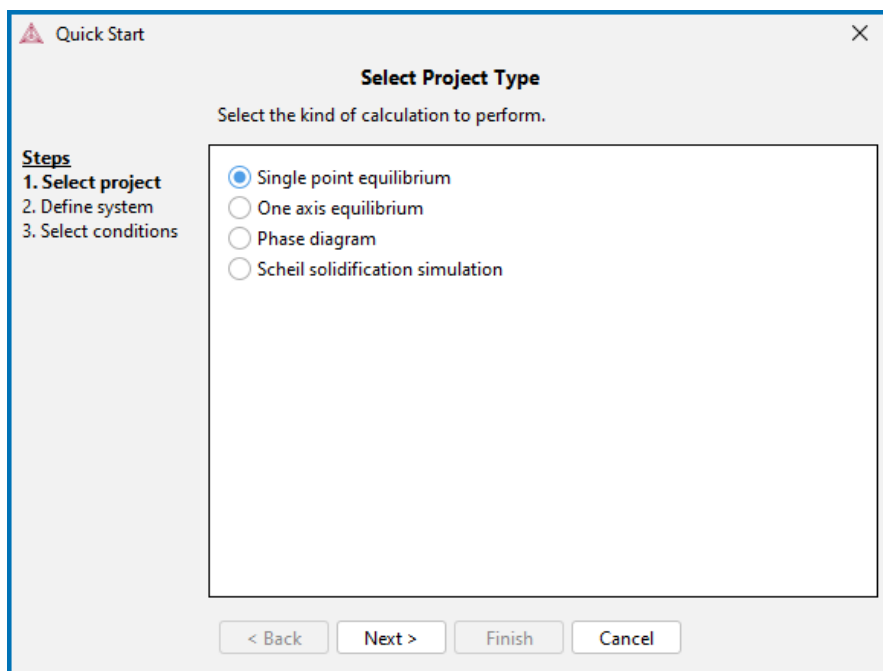 Quick Start
Select Project Type
Select the kind of calculation to perform.
Steps
1. Select project
2. Define system
3. Select conditions
Single point equilibrium
One axis equilibrium
Phase diagram
Scheil solidification simulation
< Back Next > Finish Cancel